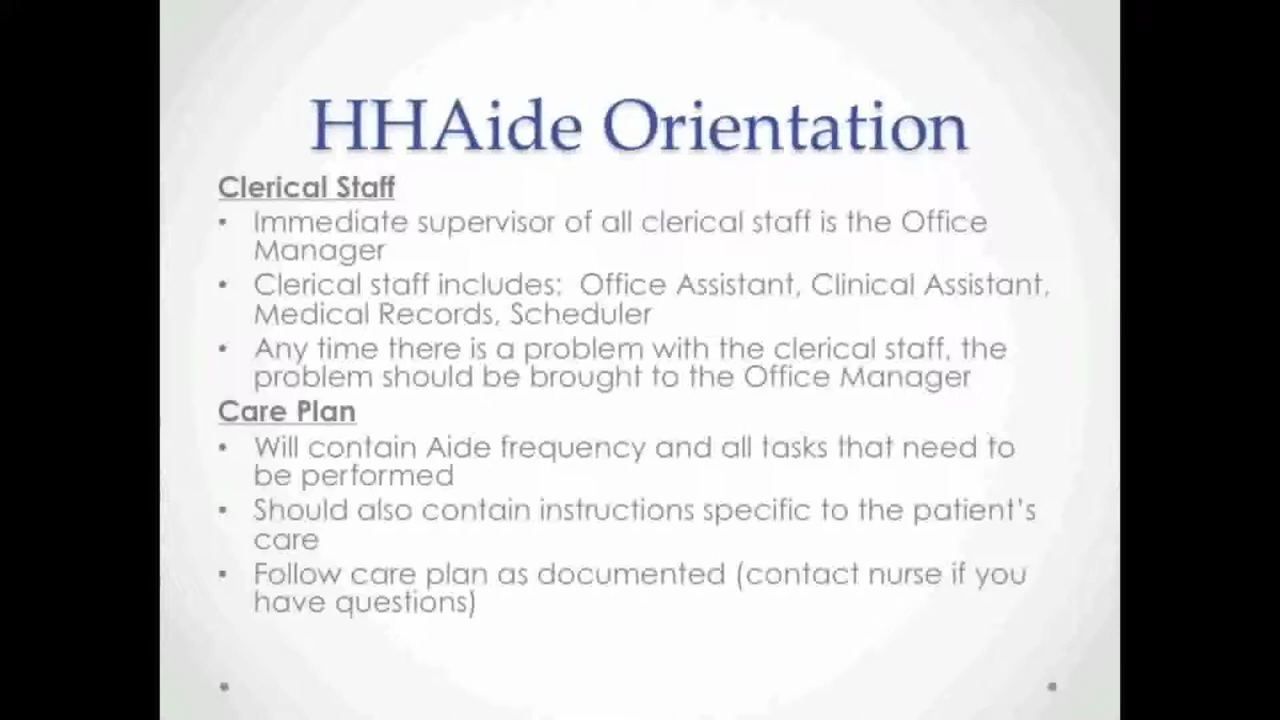 HHAide Orientation
Clerical Staff
• Immediate supervisor of all clerical staff is the Office
Manager
• Clerical staff includes:  Office Assistant, Clinical Assistant,
Medical Records, Scheduler
• Any time there is a problem with the clerical staff, the
problem should be brought to the Office Manager
Care Plan
• Will contain Aide frequency and all tasks that need to
be performed
• Should also contain instructions specific to the patient's
care
• Follow care plan as documented (contact nurse if you
have questions)